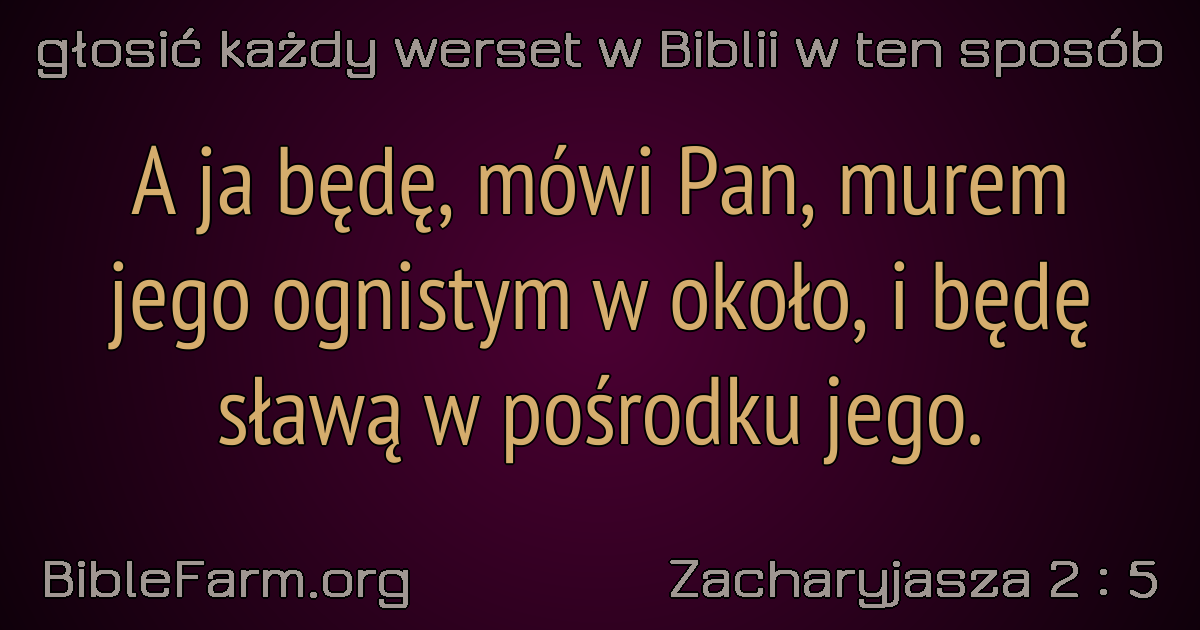 głosić każdy werset w Biblii w ten sposób
A ja będę, mówi Pan, murem
jego ognistym w około, i będę
sławą w pośrodku jego.
BibleFarm.org
Zacharyjasza 2 : 5